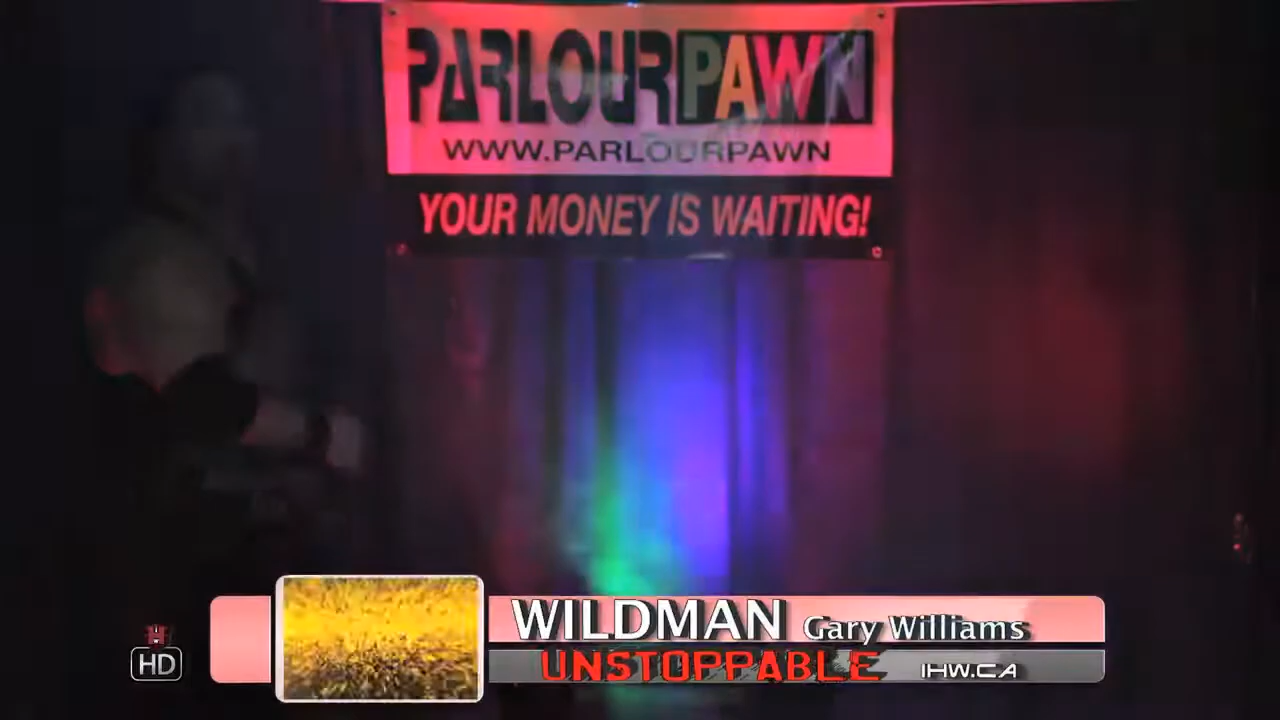 PARLOURPAWN
WWW.PARLOURPAWN
YOUR MONEY IS WAITING!
WILDMAN Gary Williams
UNSTOPPABLE IHW.CA
HD